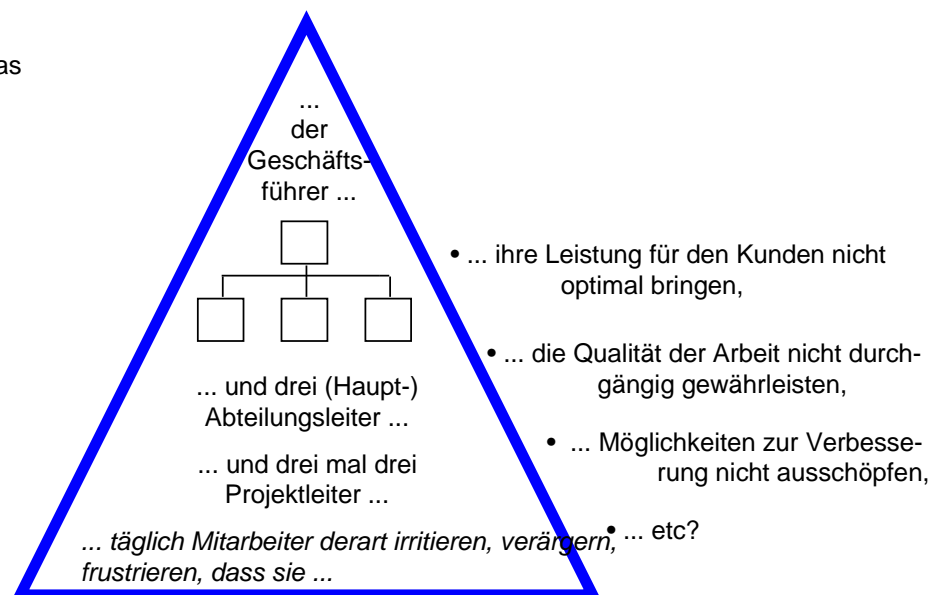 ...
der
Geschäfts-
führer ...
... und drei (Haupt-)
Abteilungsleiter ...
... und drei mal drei
Projektleiter ...
... täglich Mitarbeiter derart irritieren, verärgern,
frustrieren, dass sie ...
• ... ihre Leistung für den Kunden nicht
optimal bringen,
• ... die Qualität der Arbeit nicht durch-
gängig gewährleisten,
• ... Möglichkeiten zur Verbesse-
rung nicht ausschöpfen,
• ... etc?